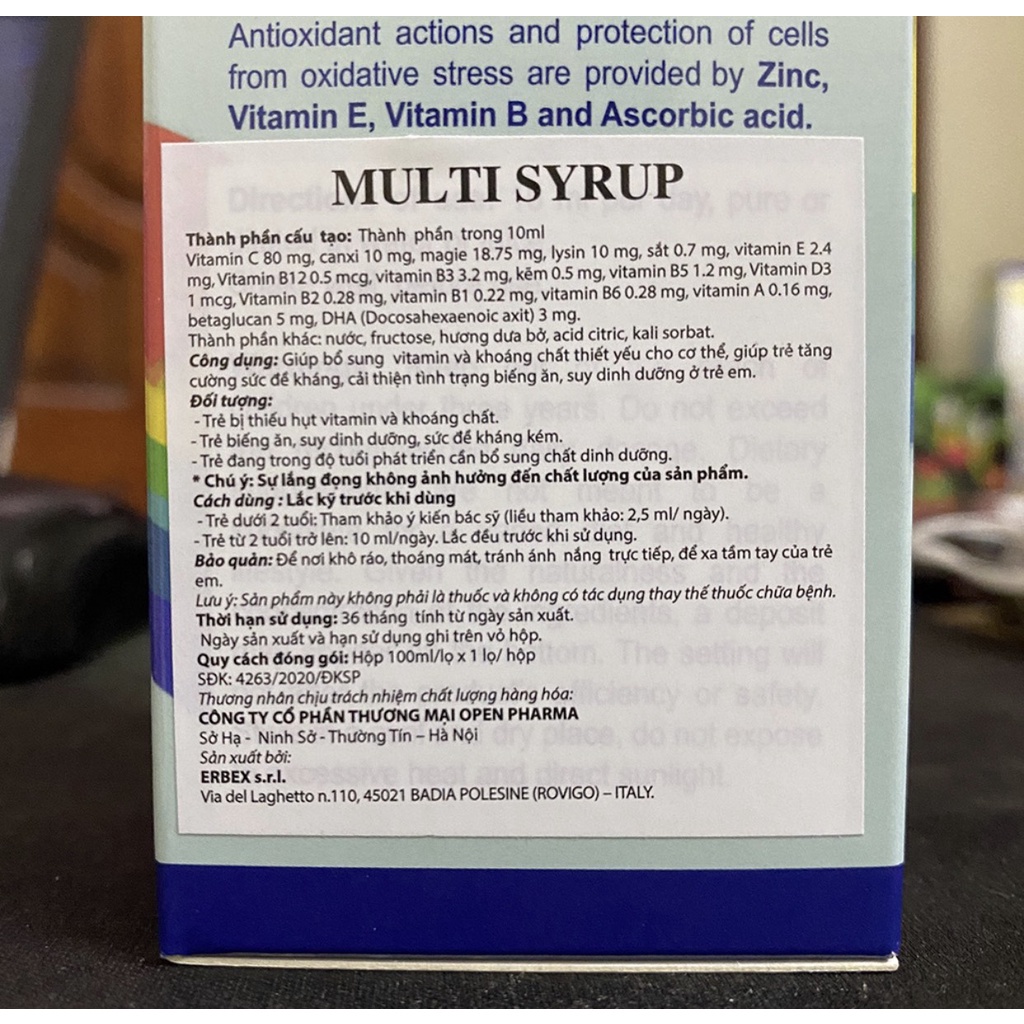 Antioxidant actions and protection of cells
from oxidative stress are provided by Zinc,
Vitamin E, Vitamin B and Ascorbic acid.
MULTI SYRUP
Thành phần cấu tạo: Thành phần trong 10ml
Vitamin C 80 mg, canxi 10 mg, magie 18.75 mg, lysin 10 mg, sắt 0.7 mg, vitamin E 2.4
mg, Vitamin B12 0.5 mcg, vitamin B3 3.2 mg, kẽm 0.5 mg, vitamin B5 1.2 mg, Vitamin D3
1 mcg, Vitamin B2 0.28 mg, vitamin B1 0.22 mg, vitamin B6 0.28 mg, vitamin A 0.16 mg,
betaglucan 5 mg, DHA (Docosahexaenoic axit) 3 mg.
Thành phần khác: nước, fructose, hương dưa bở, acid citric, kali sorbat.
Công dụng: Giúp bổ sung vitamin và khoáng chất thiết yếu cho cơ thể, giúp trẻ tăng
cường sức đề kháng, cải thiện tình trạng biếng ăn, suy dinh dưỡng ở trẻ em.
Đối tượng:
- Trẻ bị thiếu hụt vitamin và khoáng chất.
- Trẻ biếng ăn, suy dinh dưỡng, sức đề kháng kém.
- Trẻ đang trong độ tuổi phát triển cần bổ sung chất dinh dưỡng.
* Chú ý: Sự lắng đọng không ảnh hưởng đến chất lượng của sản phẩm.
Cách dùng : Lắc kỹ trước khi dùng
- Trẻ dưới 2 tuổi: Tham khảo ý kiến bác sỹ (liều tham khảo: 2,5 ml/ ngày).
- Trẻ từ 2 tuổi trở lên: 10 ml/ngày. Lắc đều trước khi sử dụng.
Bảo quản: Để nơi khô ráo, thoáng mát, tránh ánh nắng trực tiếp, để xa tầm tay của trẻ
em.
Lưu ý: Sản phẩm này không phải là thuốc và không có tác dụng thay thế thuốc chữa bệnh.
Thời hạn sử dụng: 36 tháng tính từ ngày sản xuất.
Ngày sản xuất và hạn sử dụng ghi trên vỏ hộp.
Quy cách đóng gói: Hộp 100ml/lọ x 1 lọ/ hộp
SĐK: 4263/2020/ĐKSP
Thương nhân chịu trách nhiệm chất lượng hàng hóa:
CÔNG TY CỔ PHẦN THƯƠNG MẠI OPEN PHARMA
Sở Hạ - Ninh Sở - Thường Tín – Hà Nội
Sản xuất bởi:
ERBEX s.r.l.
Via del Laghetto n.110, 45021 BADIA POLESINE (ROVIGO) – ITALY.